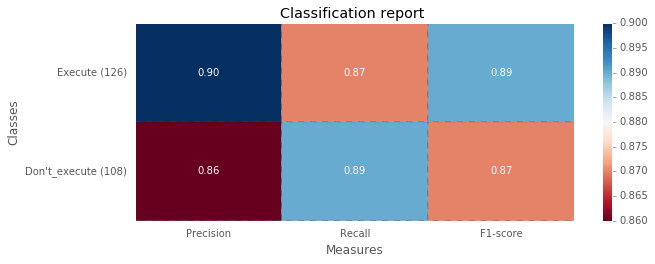 Classification report
Classes
Execute (126)
0.90 0.87 0.89
Don't_execute (108)
0.86 0.89 0.87
Precision Recall F1-score
Measures
0.900
0.895
0.890
0.885
0.880
0.875
0.870
0.865
0.860